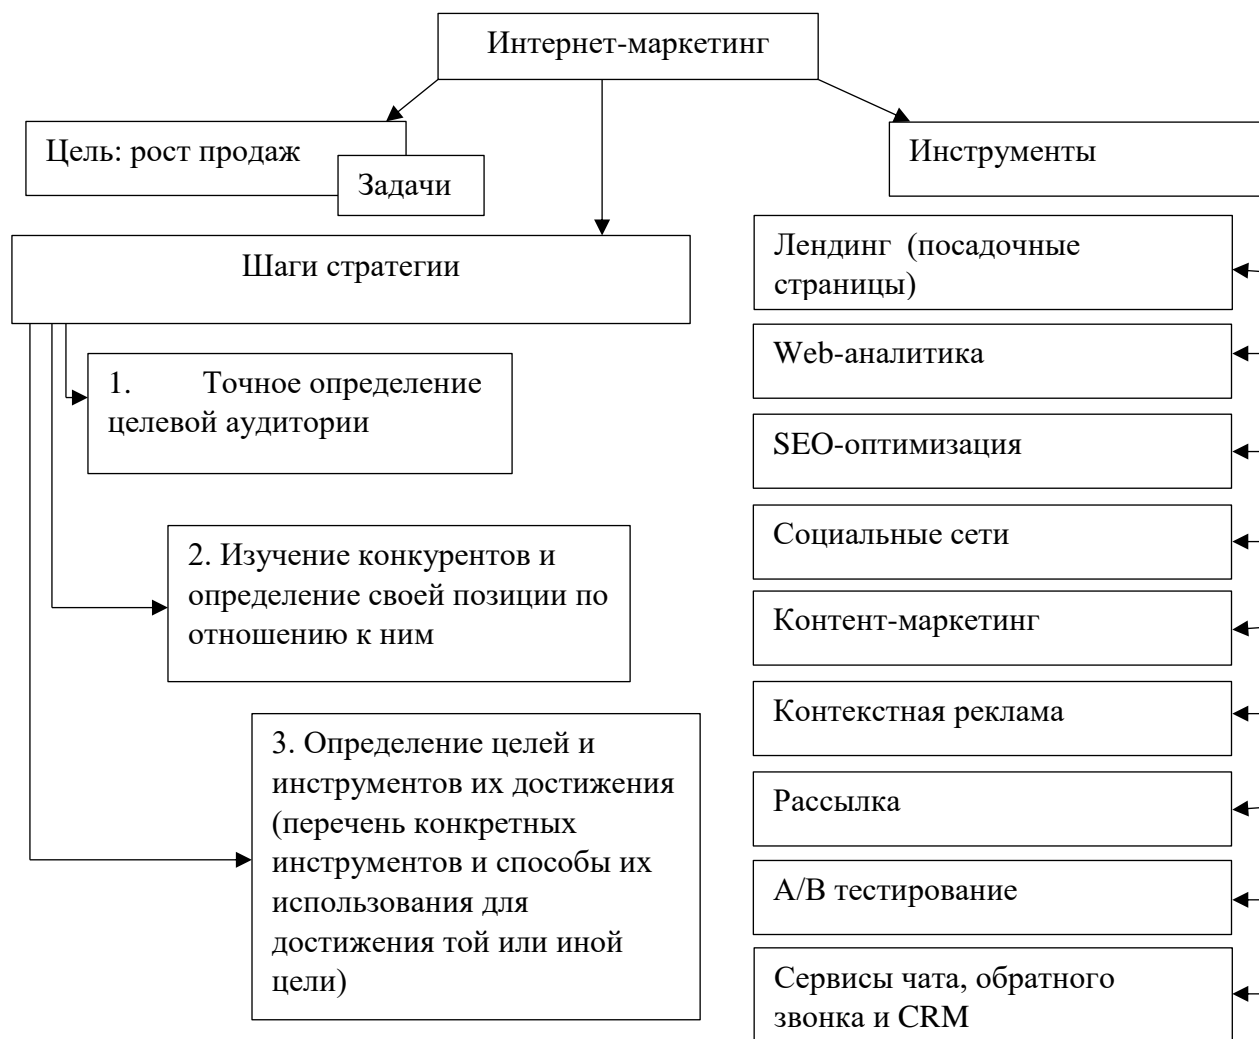 Интернет-маркетинг
Цель: рост продаж
Задачи
Инструменты
Шаги стратегии
1. Точное определение
целевой аудитории
2. Изучение конкурентов и
определение своей позиции по
отношению к ним
3. Определение целей и
инструментов их достижения
(перечень конкретных
инструментов и способы их
использования для
достижения той или иной
цели)
Лендинг (посадочные
страницы)
Web-аналитика
SEO-оптимизация
Социальные сети
Контент-маркетинг
Контекстная реклама
Рассылка
А/В тестирование
Сервисы чата, обратного
звонка и CRM